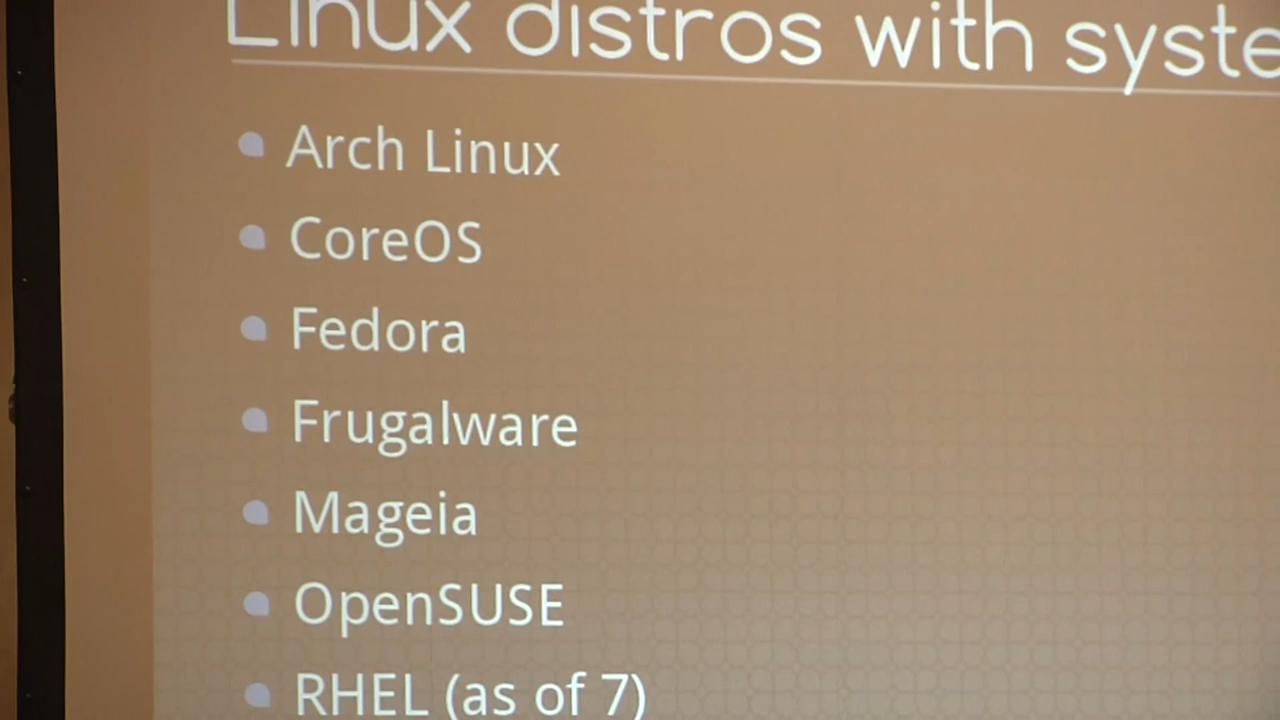 Linux distros with syste
Arch Linux
CoreOS
Fedora
Frugalware
Mageia
OpenSUSE
RHEL (as of 7)